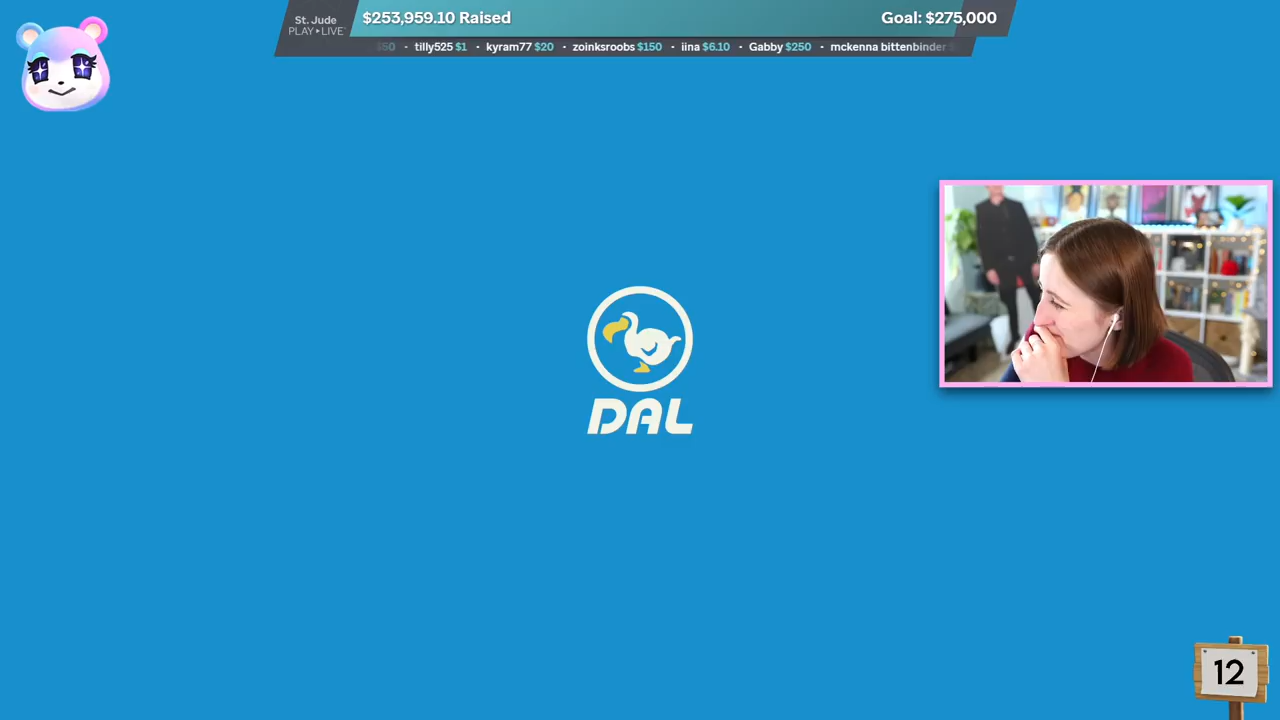 St. Jude
PLAY LIVE
$253,959.10 Raised
Goal: $275,000
$50 · tilly525 $1 · kyram77 $20 · zoinksroobs $150 · iina $6.10 · Gabby $250 · mckenna bittenbinder
DAL
12